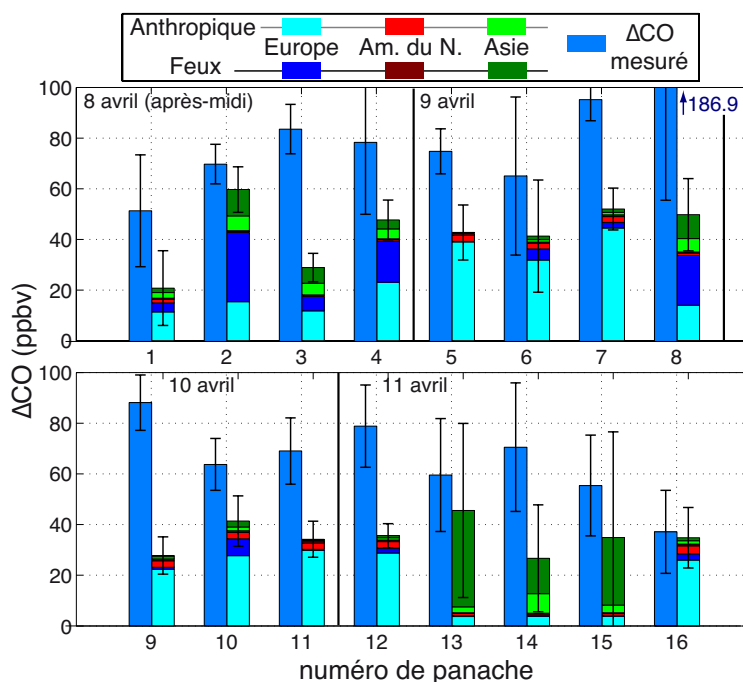 Anthropique
Europe Am. du N. Asie
Feux
ΔCO mesuré
8 avril (après-midi)
9 avril
186.9
100
80
60
40
20
0
1 2 3 4 5 6 7 8
ΔCO (ppbv)
10 avril
11 avril
100
80
60
40
20
0
9 10 11 12 13 14 15 16
numéro de panache